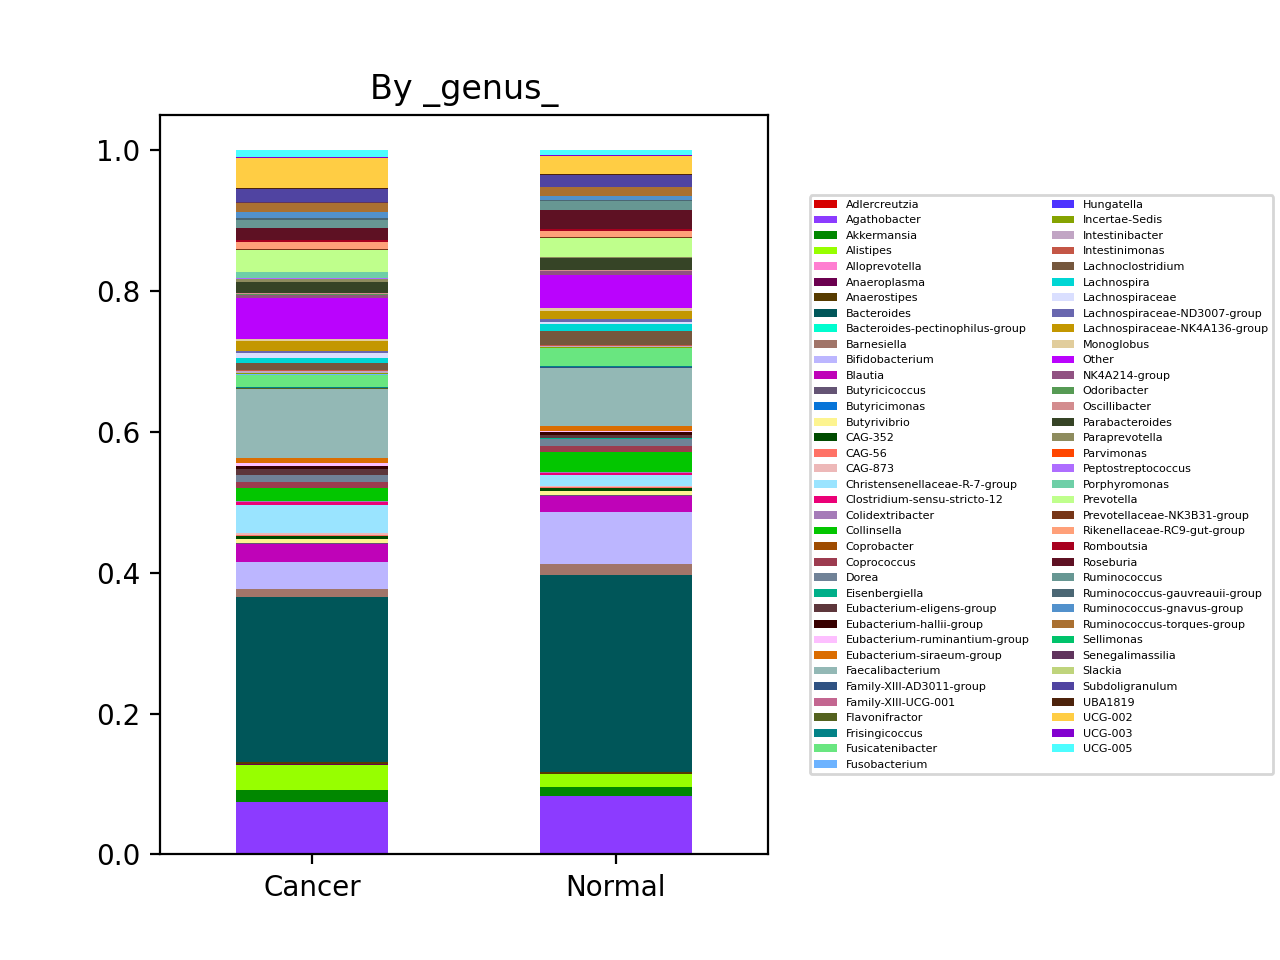 By _genus_
1.0
0.8
0.6
0.4
0.2
0.0
Cancer
Normal
Adlercreutzia
Agathobacter
Akkermansia
Alistipes
Alloprevotella
Anaeroplasma
Anaerostipes
Bacteroides
Bacteroides-pectinophilus-group
Barnesiella
Bifidobacterium
Blautia
Butyricicoccus
Butyricimonas
Butyrivibrio
CAG-352
CAG-56
CAG-873
Christensenellaceae-R-7-group
Clostridium-sensu-stricto-12
Colidextribacter
Collinsella
Coprobacter
Coprococcus
Dorea
Eisenbergiella
Eubacterium-eligens-group
Eubacterium-hallii-group
Eubacterium-ruminantium-group
Eubacterium-siraeum-group
Faecalibacterium
Family-XIII-AD3011-group
Family-XIII-UCG-001
Flavonifractor
Frisingicoccus
Fusicatenibacter
Fusobacterium
Hungatella
Incertae-Sedis
Intestinibacter
Intestinimonas
Lachnoclostridium
Lachnospira
Lachnospiraceae
Lachnospiraceae-ND3007-group
Lachnospiraceae-NK4A136-group
Monoglobus
Other
NK4A214-group
Odoribacter
Oscillibacter
Parabacteroides
Paraprevotella
Parvimonas
Peptostreptococcus
Porphyromonas
Prevotella
Prevotellaceae-NK3B31-group
Rikenellaceae-RC9-gut-group
Romboutsia
Roseburia
Ruminococcus
Ruminococcus-gauvreauii-group
Ruminococcus-gnavus-group
Ruminococcus-torques-group
Sellimonas
Senegalimassilia
Slackia
Subdoligranulum
UBA1819
UCG-002
UCG-003
UCG-005